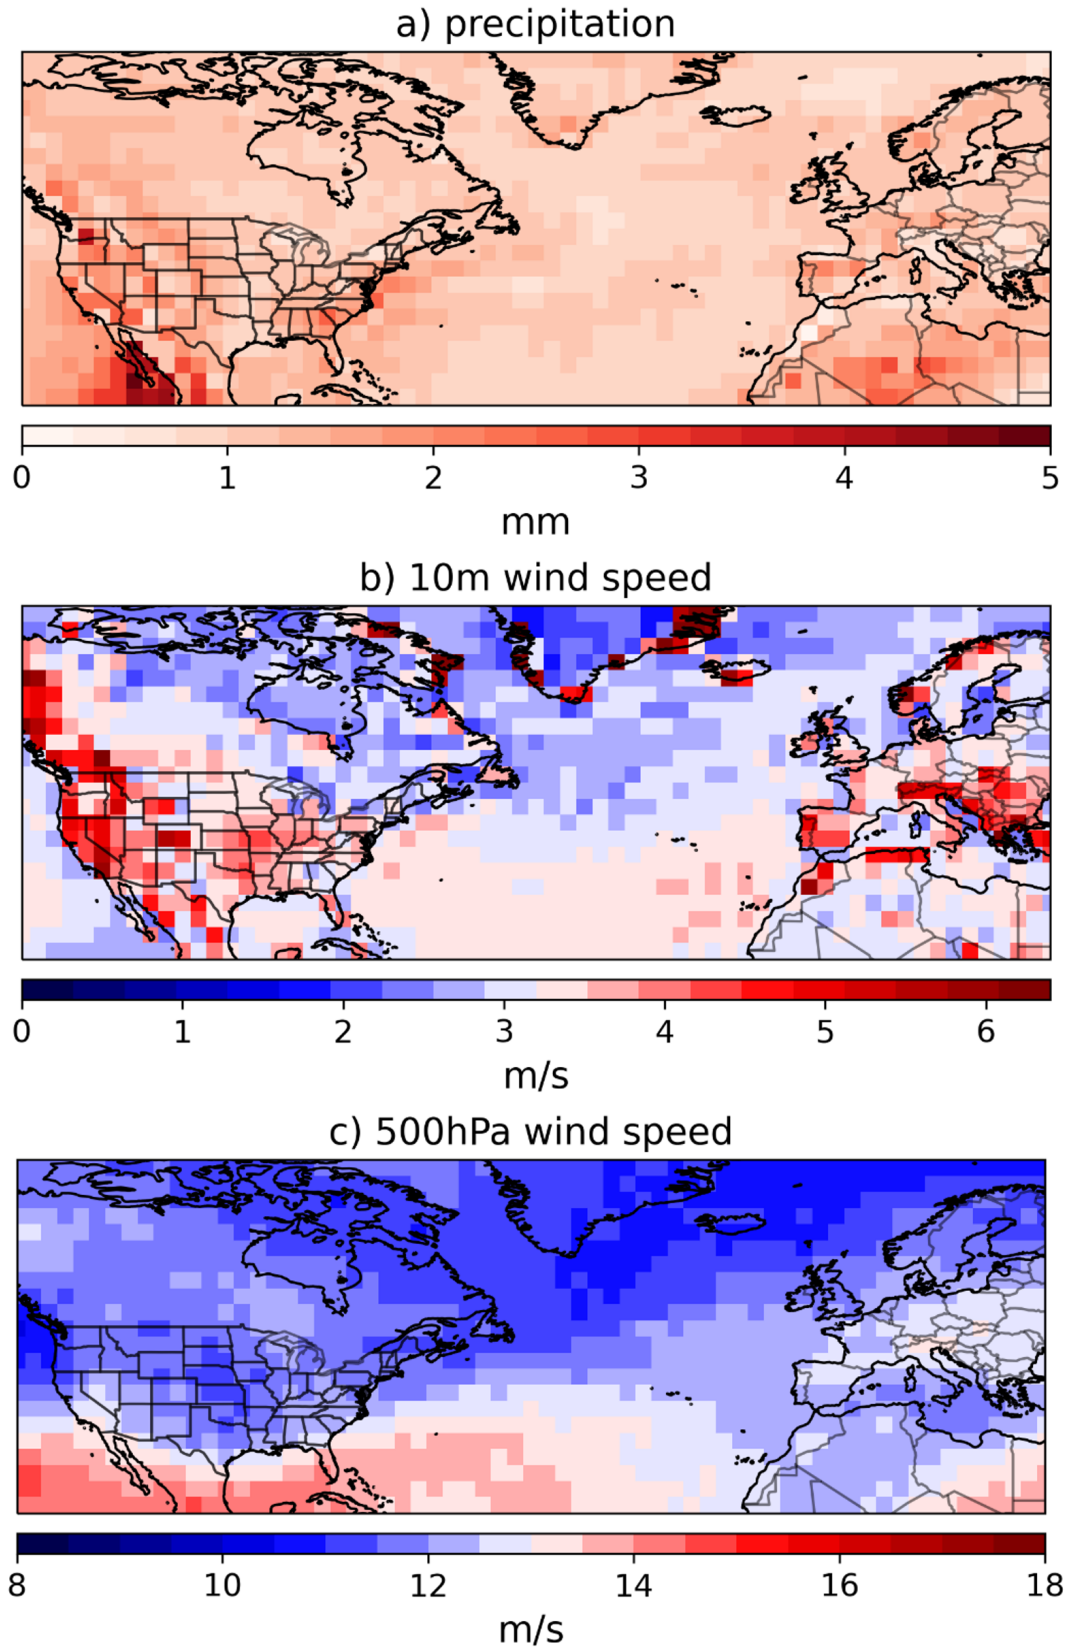 a) precipitation
0 1 2 3 4 5
mm
b) 10m wind speed
0 1 2 3 4 5 6
m/s
c) 500hPa wind speed
8 10 12 14 16 18
m/s